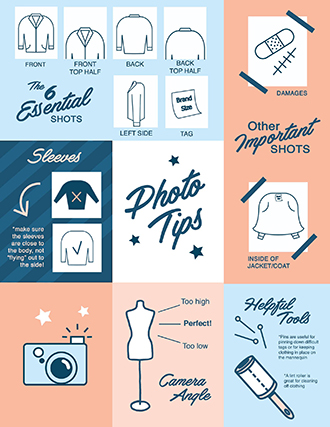 FRONT
FRONT
TOP HALF
BACK
BACK
TOP HALF
The 6
Essential
SHOTS
LEFT SIDE
Brand
Size
TAG
DAMAGES
Other
Important
SHOTS
INSIDE OF
JACKET/COAT
Sleeves
*make sure
the sleeves
are close to
the body, not
"flying" out to
the side!
Photo
Tips
Too high
Perfect!
Too low
Camera
Angle
Helpful
Tools
*Pins are useful for
pinning down difficult
tags or for keeping
clothing in place on
the mannequin
*A lint roller is
great for cleaning
off clothing